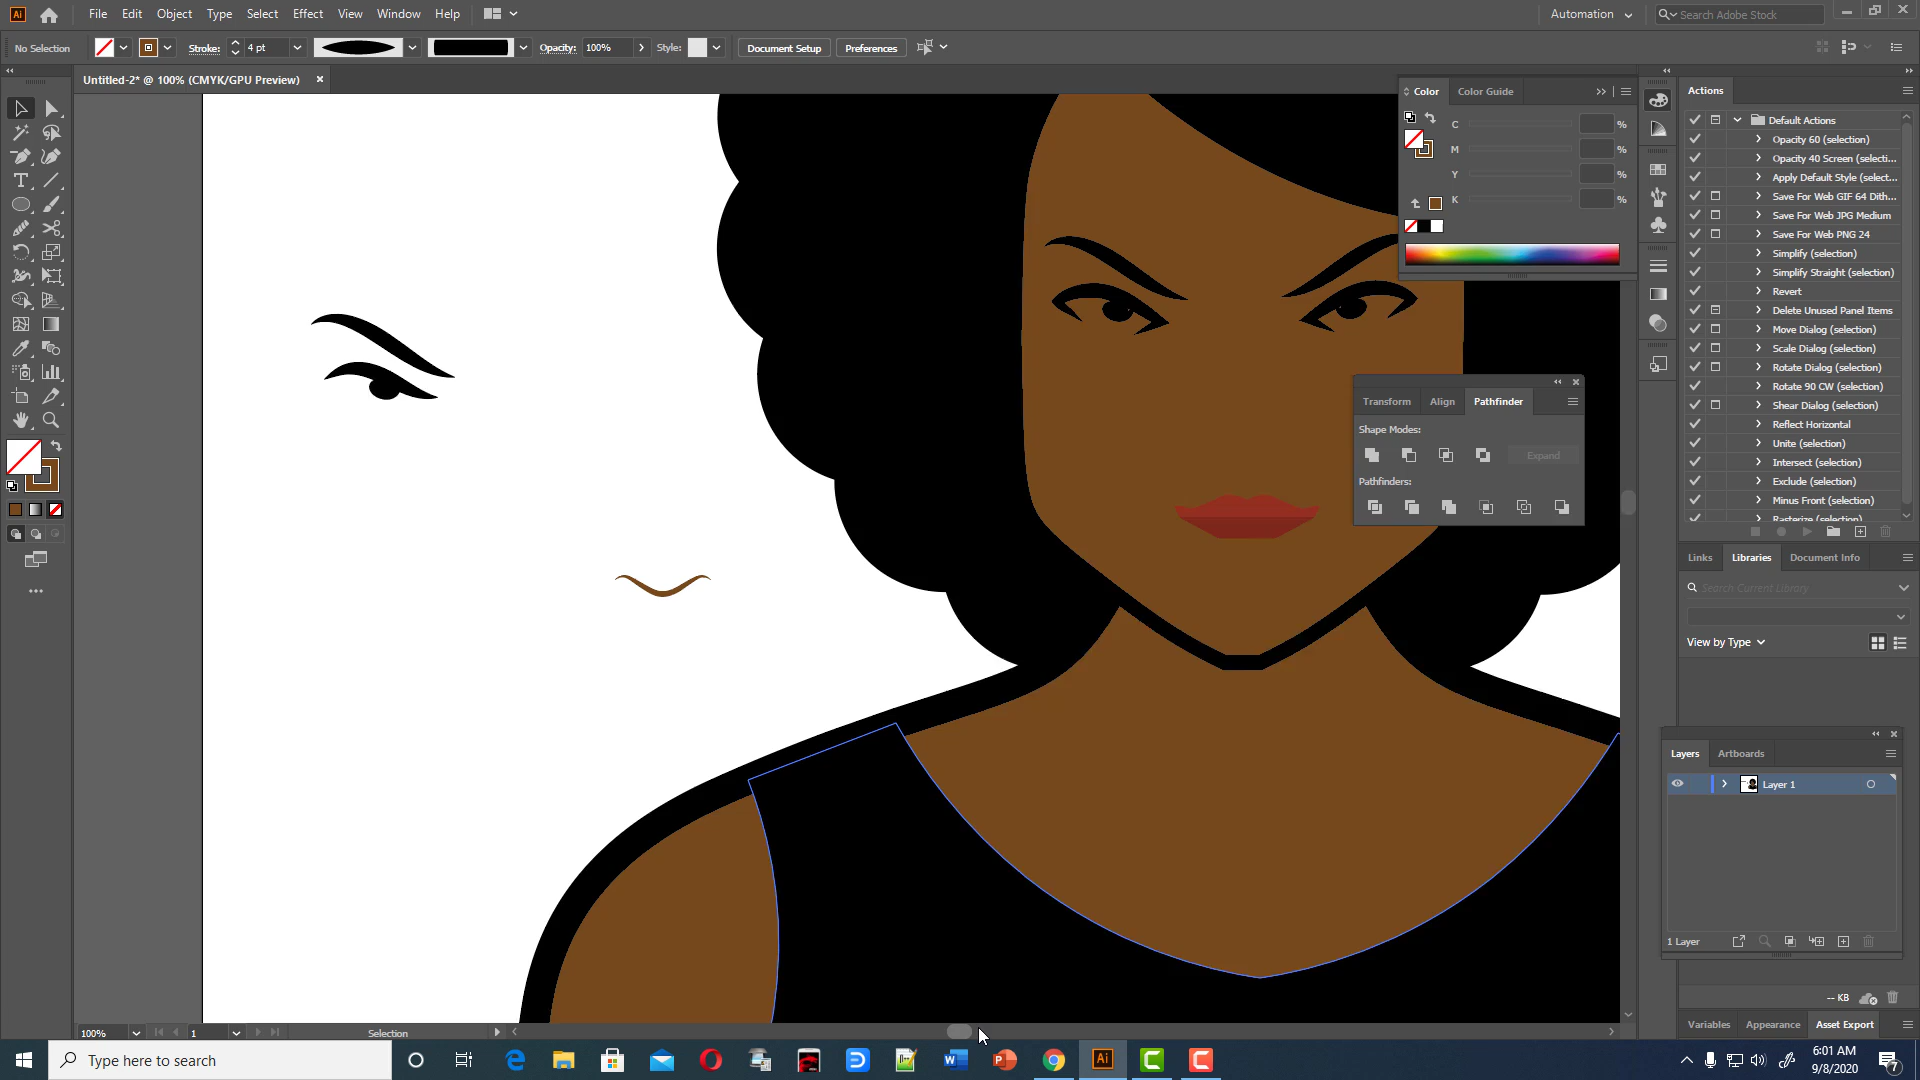 Ai File Edit Object Type Select Effect View Window Help Automation Search Adobe Stock
No Selection Stroke: 4 pt Opacity: 100% Style: Document Setup Preferences
Untitled-2* @ 100% (CMYK/GPU Preview)
Color Color Guide
C %
M %
Y %
K %
Actions
Default Actions
Opacity 60 (selection)
Opacity 40 Screen (selecti...
Apply Default Style (select...
Save For Web GIF 64 Dith...
Save For Web JPG Medium
Save For Web PNG 24
Simplify (selection)
Simplify Straight (selection)
Revert
Delete Unused Panel Items
Move Dialog (selection)
Scale Dialog (selection)
Rotate Dialog (selection)
Rotate 90 CW (selection)
Shear Dialog (selection)
Reflect Horizontal
Unite (selection)
Intersect (selection)
Exclude (selection)
Minus Front (selection)
Rasterize (selection)
Transform Align Pathfinder
Shape Modes:
Expand
Pathfinders:
Links Libraries Document Info
Search Current Library
View by Type
Layers Artboards
Layer 1
1 Layer
-- KB
Variables Appearance Asset Export
100% 1 Selection
Type here to search
6:01 AM
9/8/2020
7